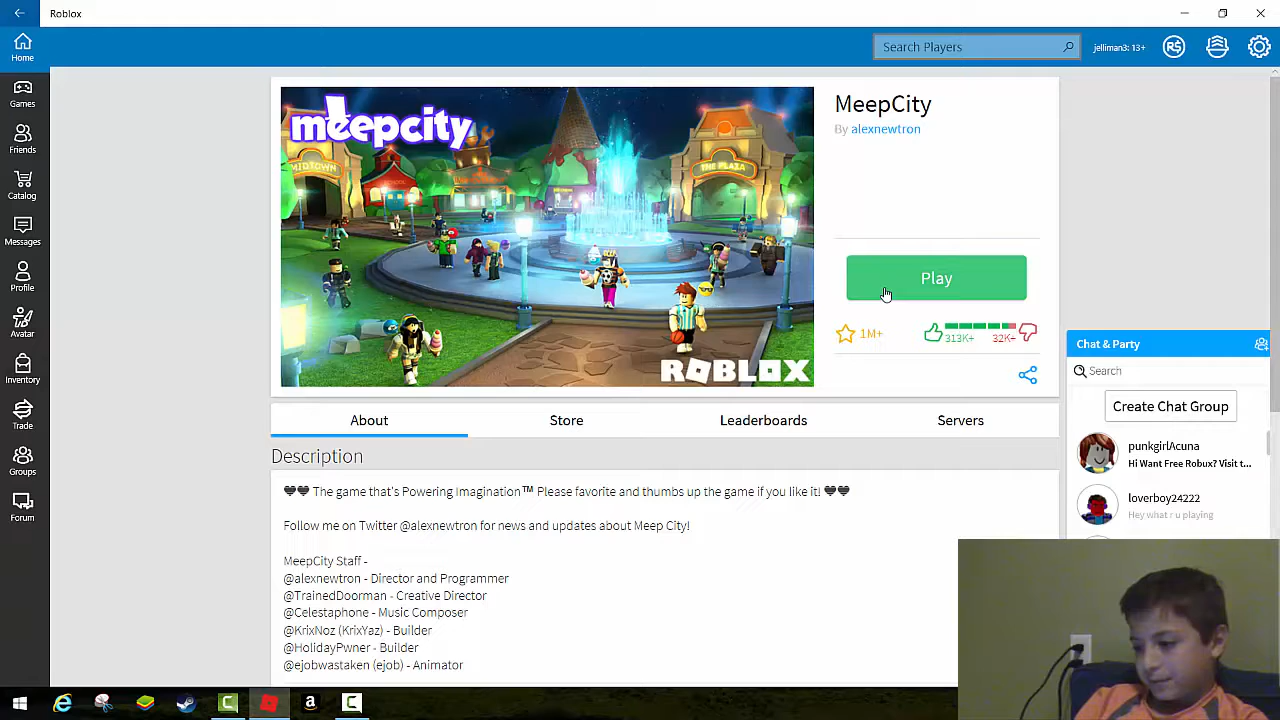 Roblox
Home
Search Players
jelliman3: 13+
R$
Games
Friends
Catalog
Messages
Profile
Avatar
Inventory
Trade
Groups
Forum
meepcity
MIDTOWN
SCHOOL
THE PLAZA
ROBLOX
MeepCity
By alexnewtron
Play
1M+
313K+
32K+
About
Store
Leaderboards
Servers
Description
🖤🖤 The game that's Powering Imagination™ Please favorite and thumbs up the game if you like it! 🖤🖤
Follow me on Twitter @alexnewtron for news and updates about Meep City!
MeepCity Staff -
@alexnewtron - Director and Programmer
@TrainedDoorman - Creative Director
@Celestaphone - Music Composer
@KrixNoz (KrixYaz) - Builder
@HolidayPwner - Builder
@ejobwastaken (ejob) - Animator
Chat & Party
Search
Create Chat Group
punkgirlAcuna
Hi Want Free Robux? Visit t...
loverboy24222
Hey what r u playing